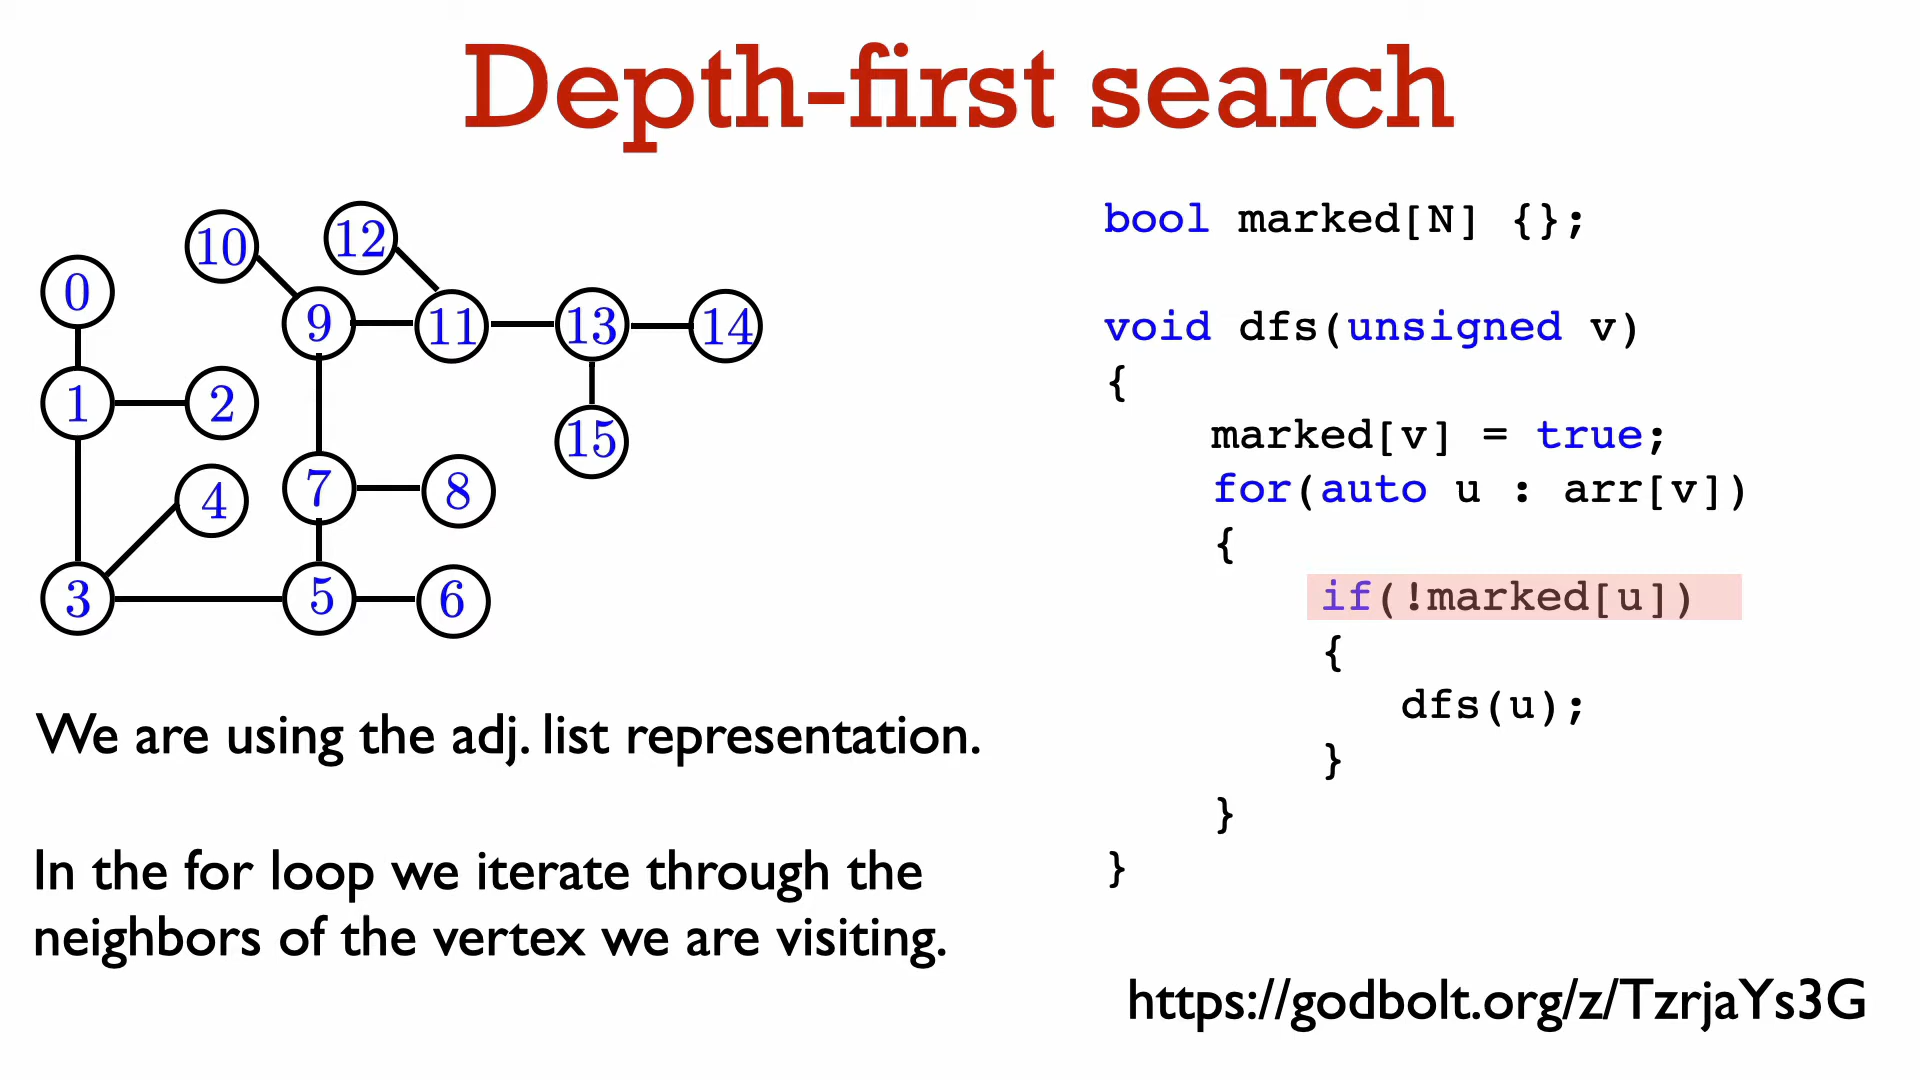 Depth-first search
10
12
0
9
11
13
14
1
2
15
4
7
8
3
5
6
We are using the adj. list representation.
In the for loop we iterate through the
neighbors of the vertex we are visiting.
bool marked[N] {};
void dfs(unsigned v)
{
    marked[v] = true;
    for(auto u : arr[v])
    {
        if(!marked[u])
        {
            dfs(u);
        }
    }
}
https://godbolt.org/z/TzrjaYs3G